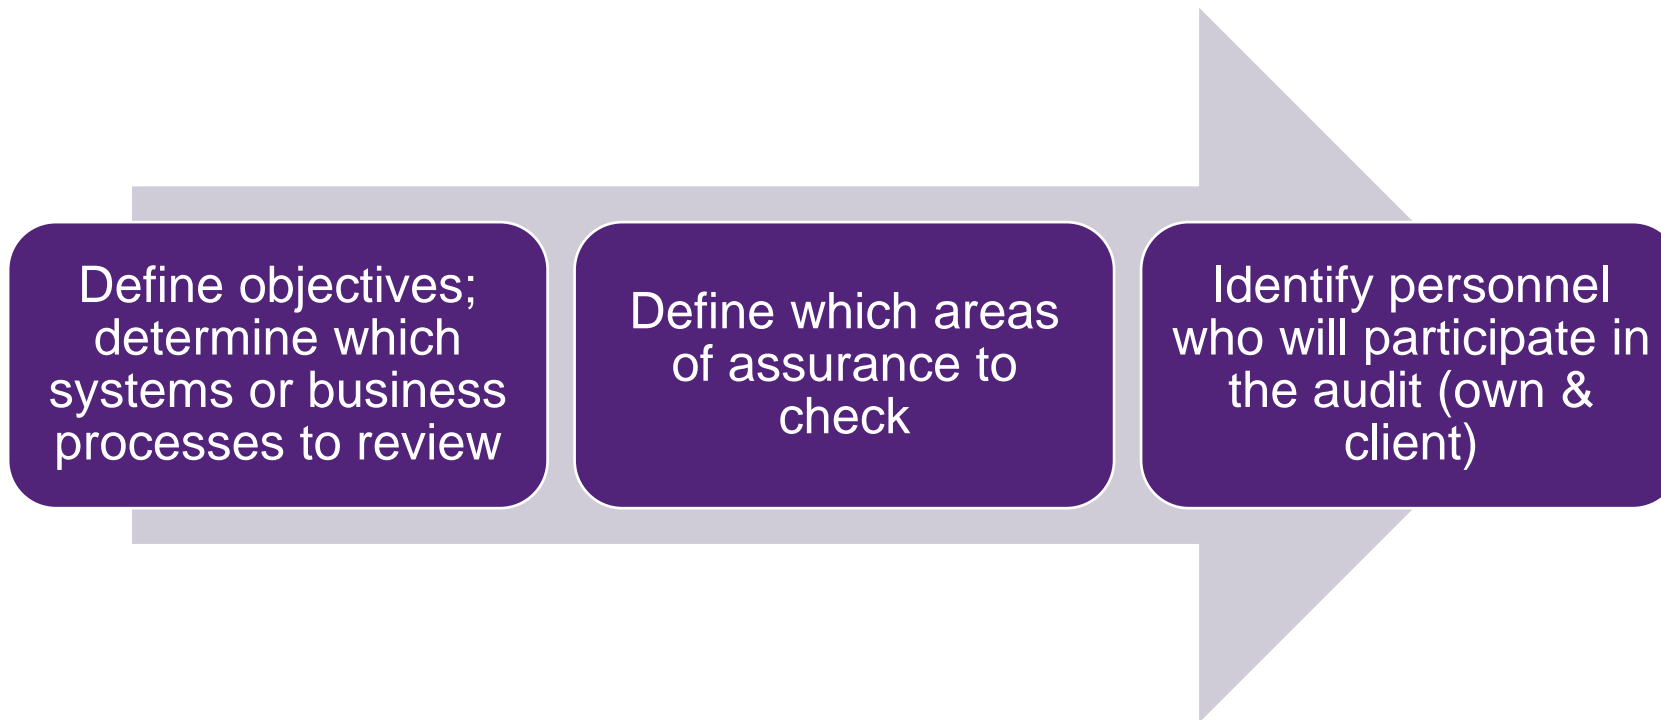 Define objectives;
determine which
systems or business
processes to review
Define which areas
of assurance to
check
Identify personnel
who will participate in
the audit (own &
client)